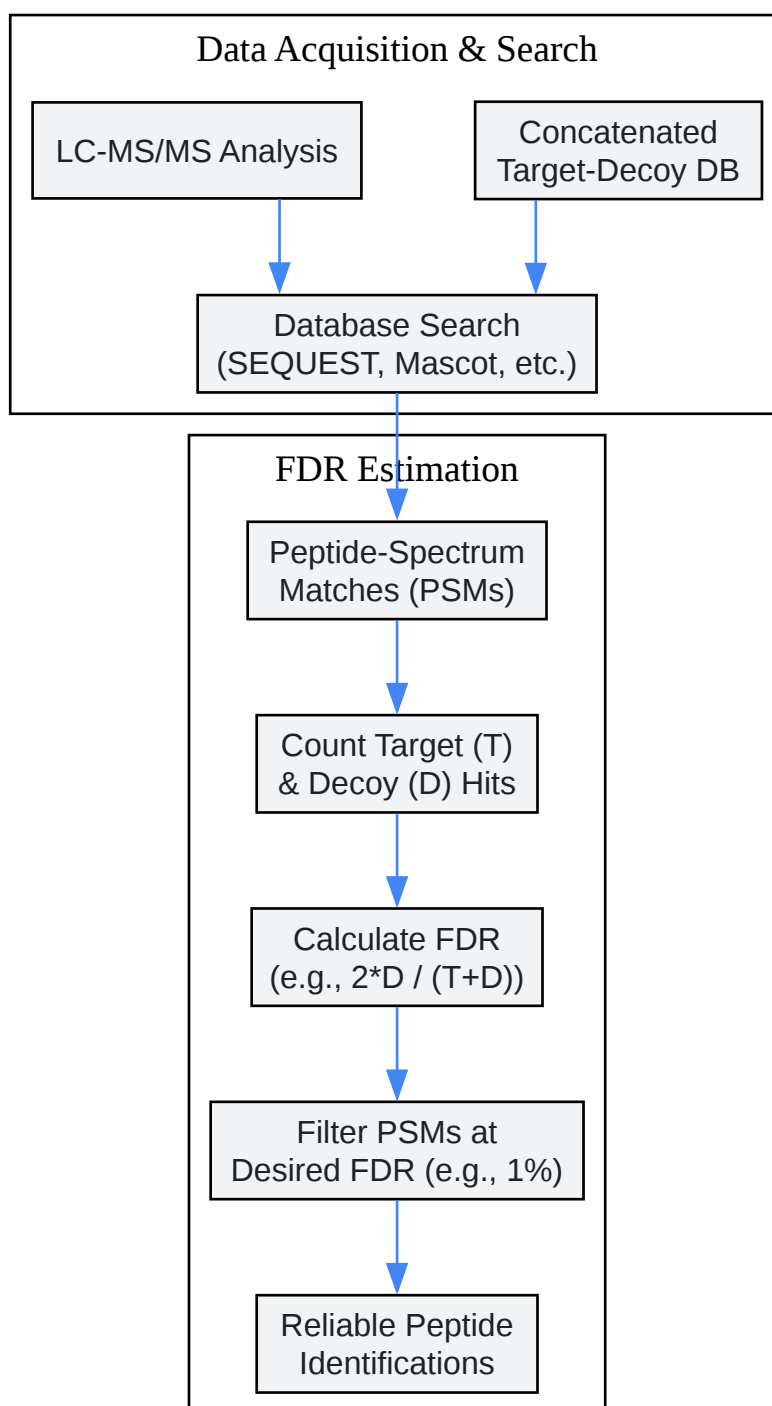 Data Acquisition & Search
LC-MS/MS Analysis
Concatenated
Target-Decoy DB
Database Search
(SEQUEST, Mascot, etc.)
FDR Estimation
Peptide-Spectrum
Matches (PSMs)
Count Target (T)
& Decoy (D) Hits
Calculate FDR
(e.g., 2*D / (T+D))
Filter PSMs at
Desired FDR (e.g., 1%)
Reliable Peptide
Identifications